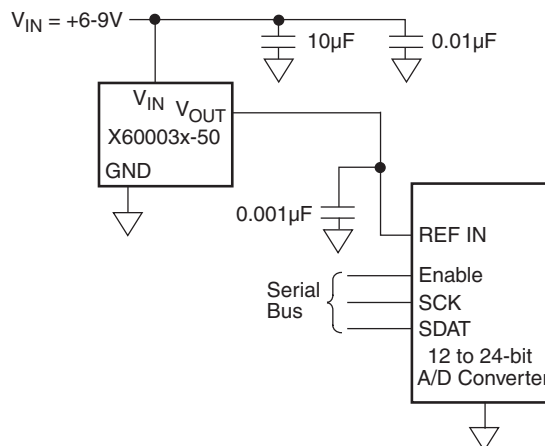 V_IN = +6-9V
10µF
0.01µF
V_IN
V_OUT
X60003x-50
GND
0.001µF
REF IN
Serial
Bus
Enable
SCK
SDAT
12 to 24-bit
A/D Converter